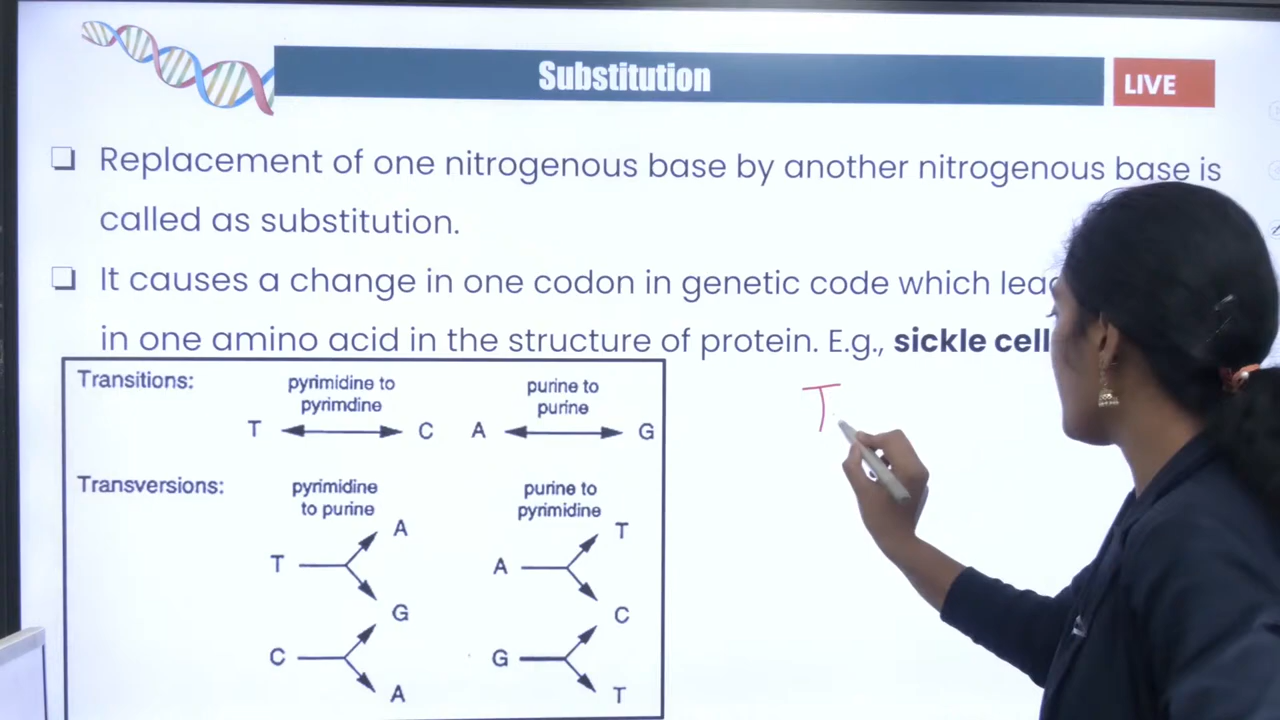 Substitution
LIVE
❑ Replacement of one nitrogenous base by another nitrogenous base is
called as substitution.
❑ It causes a change in one codon in genetic code which
in one amino acid in the structure of protein. E.g., sickle cell
Transitions: pyrimidine to purine to
pyrimdine purine
T C A G
Transversions: pyrimidine purine to
to purine pyrimidine
A T
T A
G C
C G
A T
T